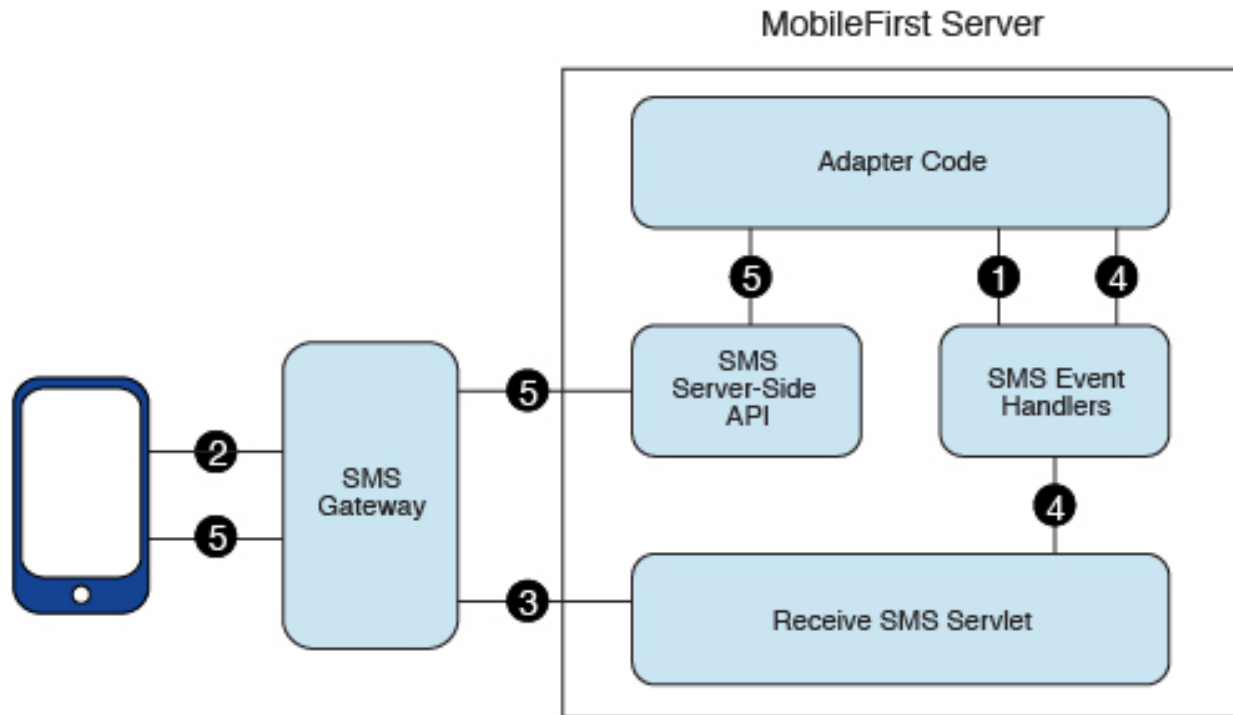 MobileFirst Server
Adapter Code
5
1
4
SMS
Server-Side
API
SMS Event
Handlers
5
2
SMS
Gateway
5
4
3
Receive SMS Servlet